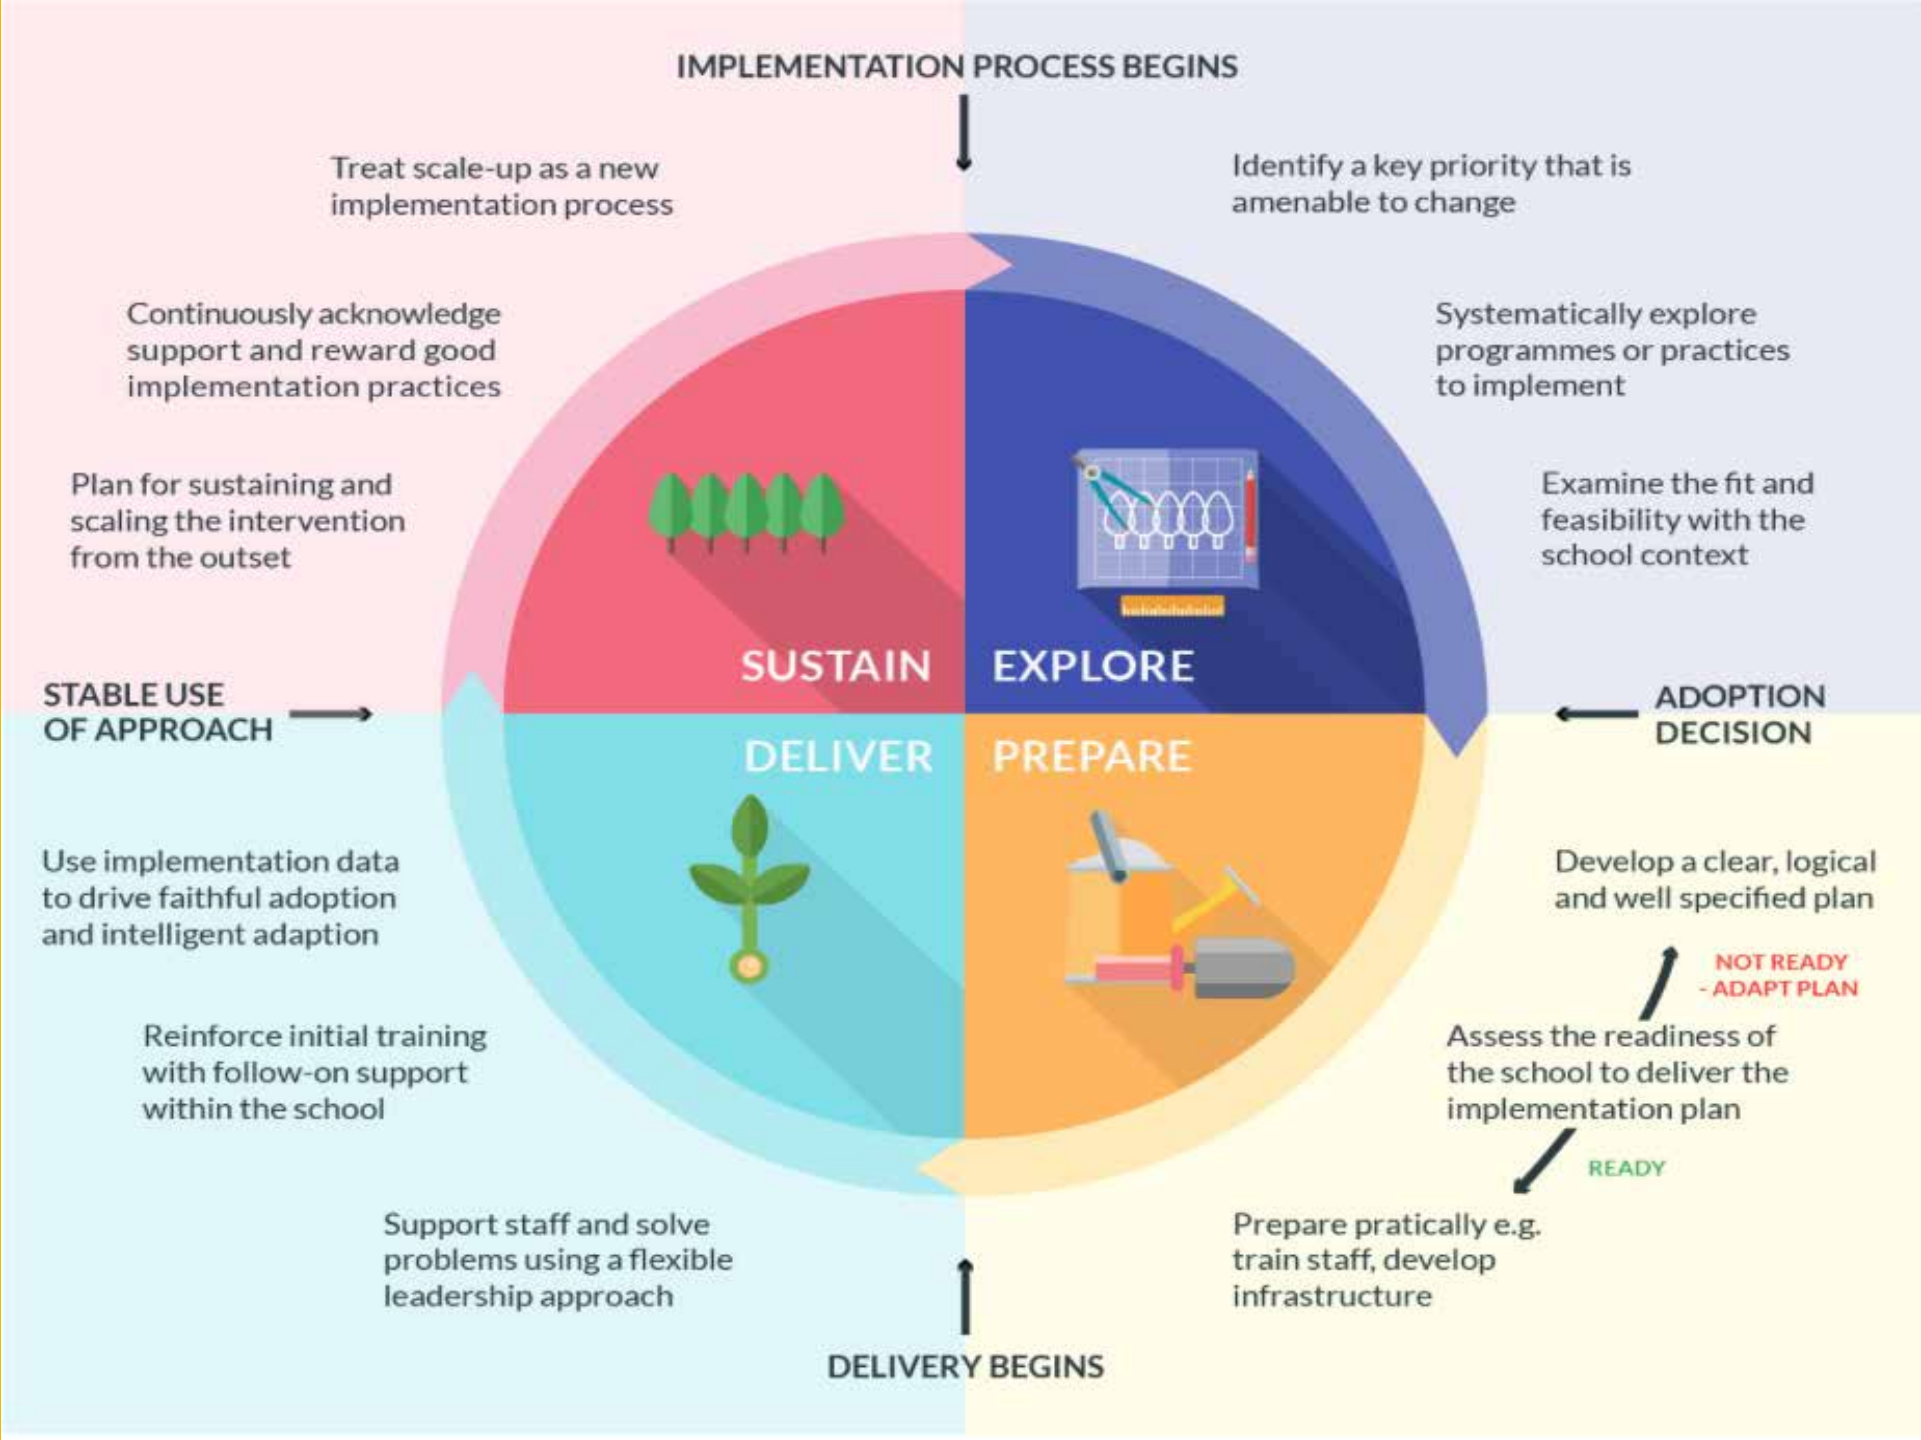 IMPLEMENTATION PROCESS BEGINS
Identify a key priority that is
amenable to change
Systematically explore
programmes or practices
to implement
Examine the fit and
feasibility with the
school context
EXPLORE
ADOPTION
DECISION
PREPARE
Develop a clear, logical
and well specified plan
NOT READY
- ADAPT PLAN
Assess the readiness of
the school to deliver the
implementation plan
READY
Prepare pratically e.g.
train staff, develop
infrastructure
DELIVERY BEGINS
DELIVER
Support staff and solve
problems using a flexible
leadership approach
Reinforce initial training
with follow-on support
within the school
Use implementation data
to drive faithful adoption
and intelligent adaption
STABLE USE
OF APPROACH
SUSTAIN
Plan for sustaining and
scaling the intervention
from the outset
Continuously acknowledge
support and reward good
implementation practices
Treat scale-up as a new
implementation process